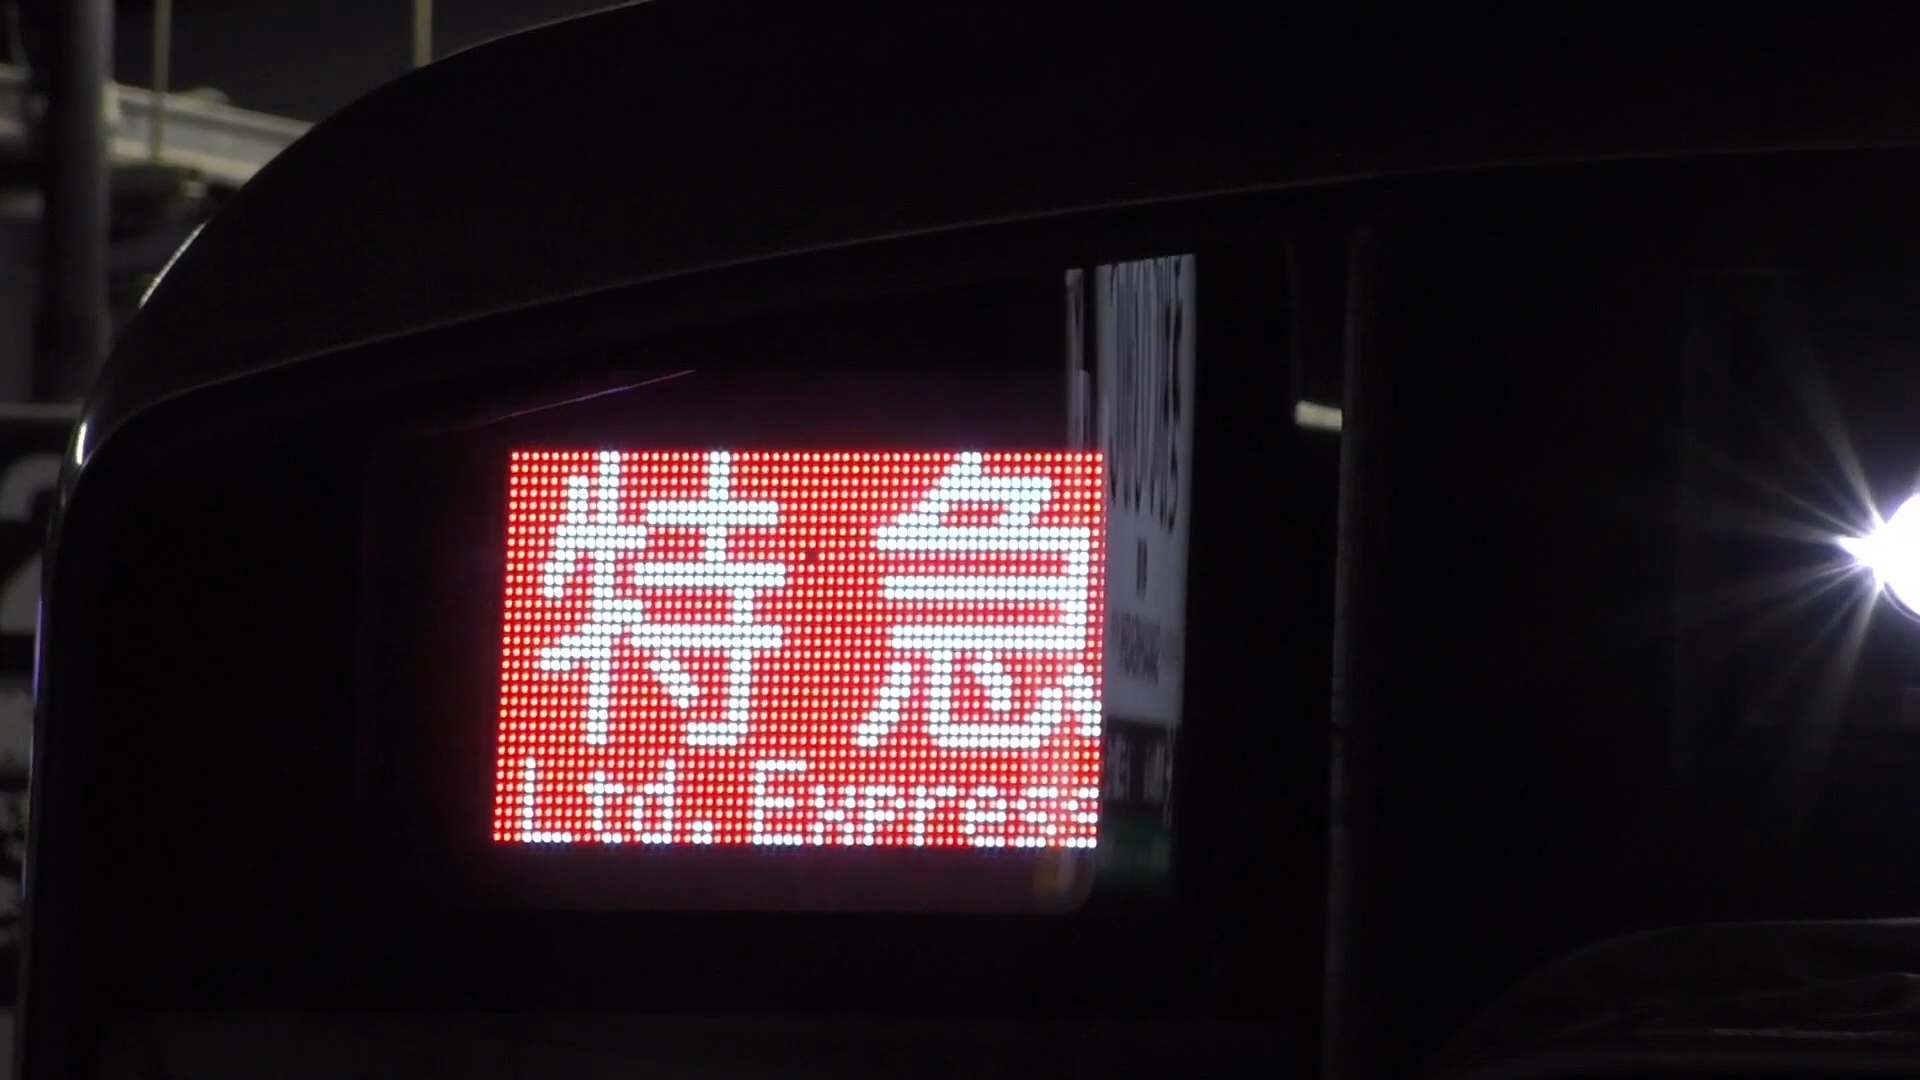 特急
Ltd. Express